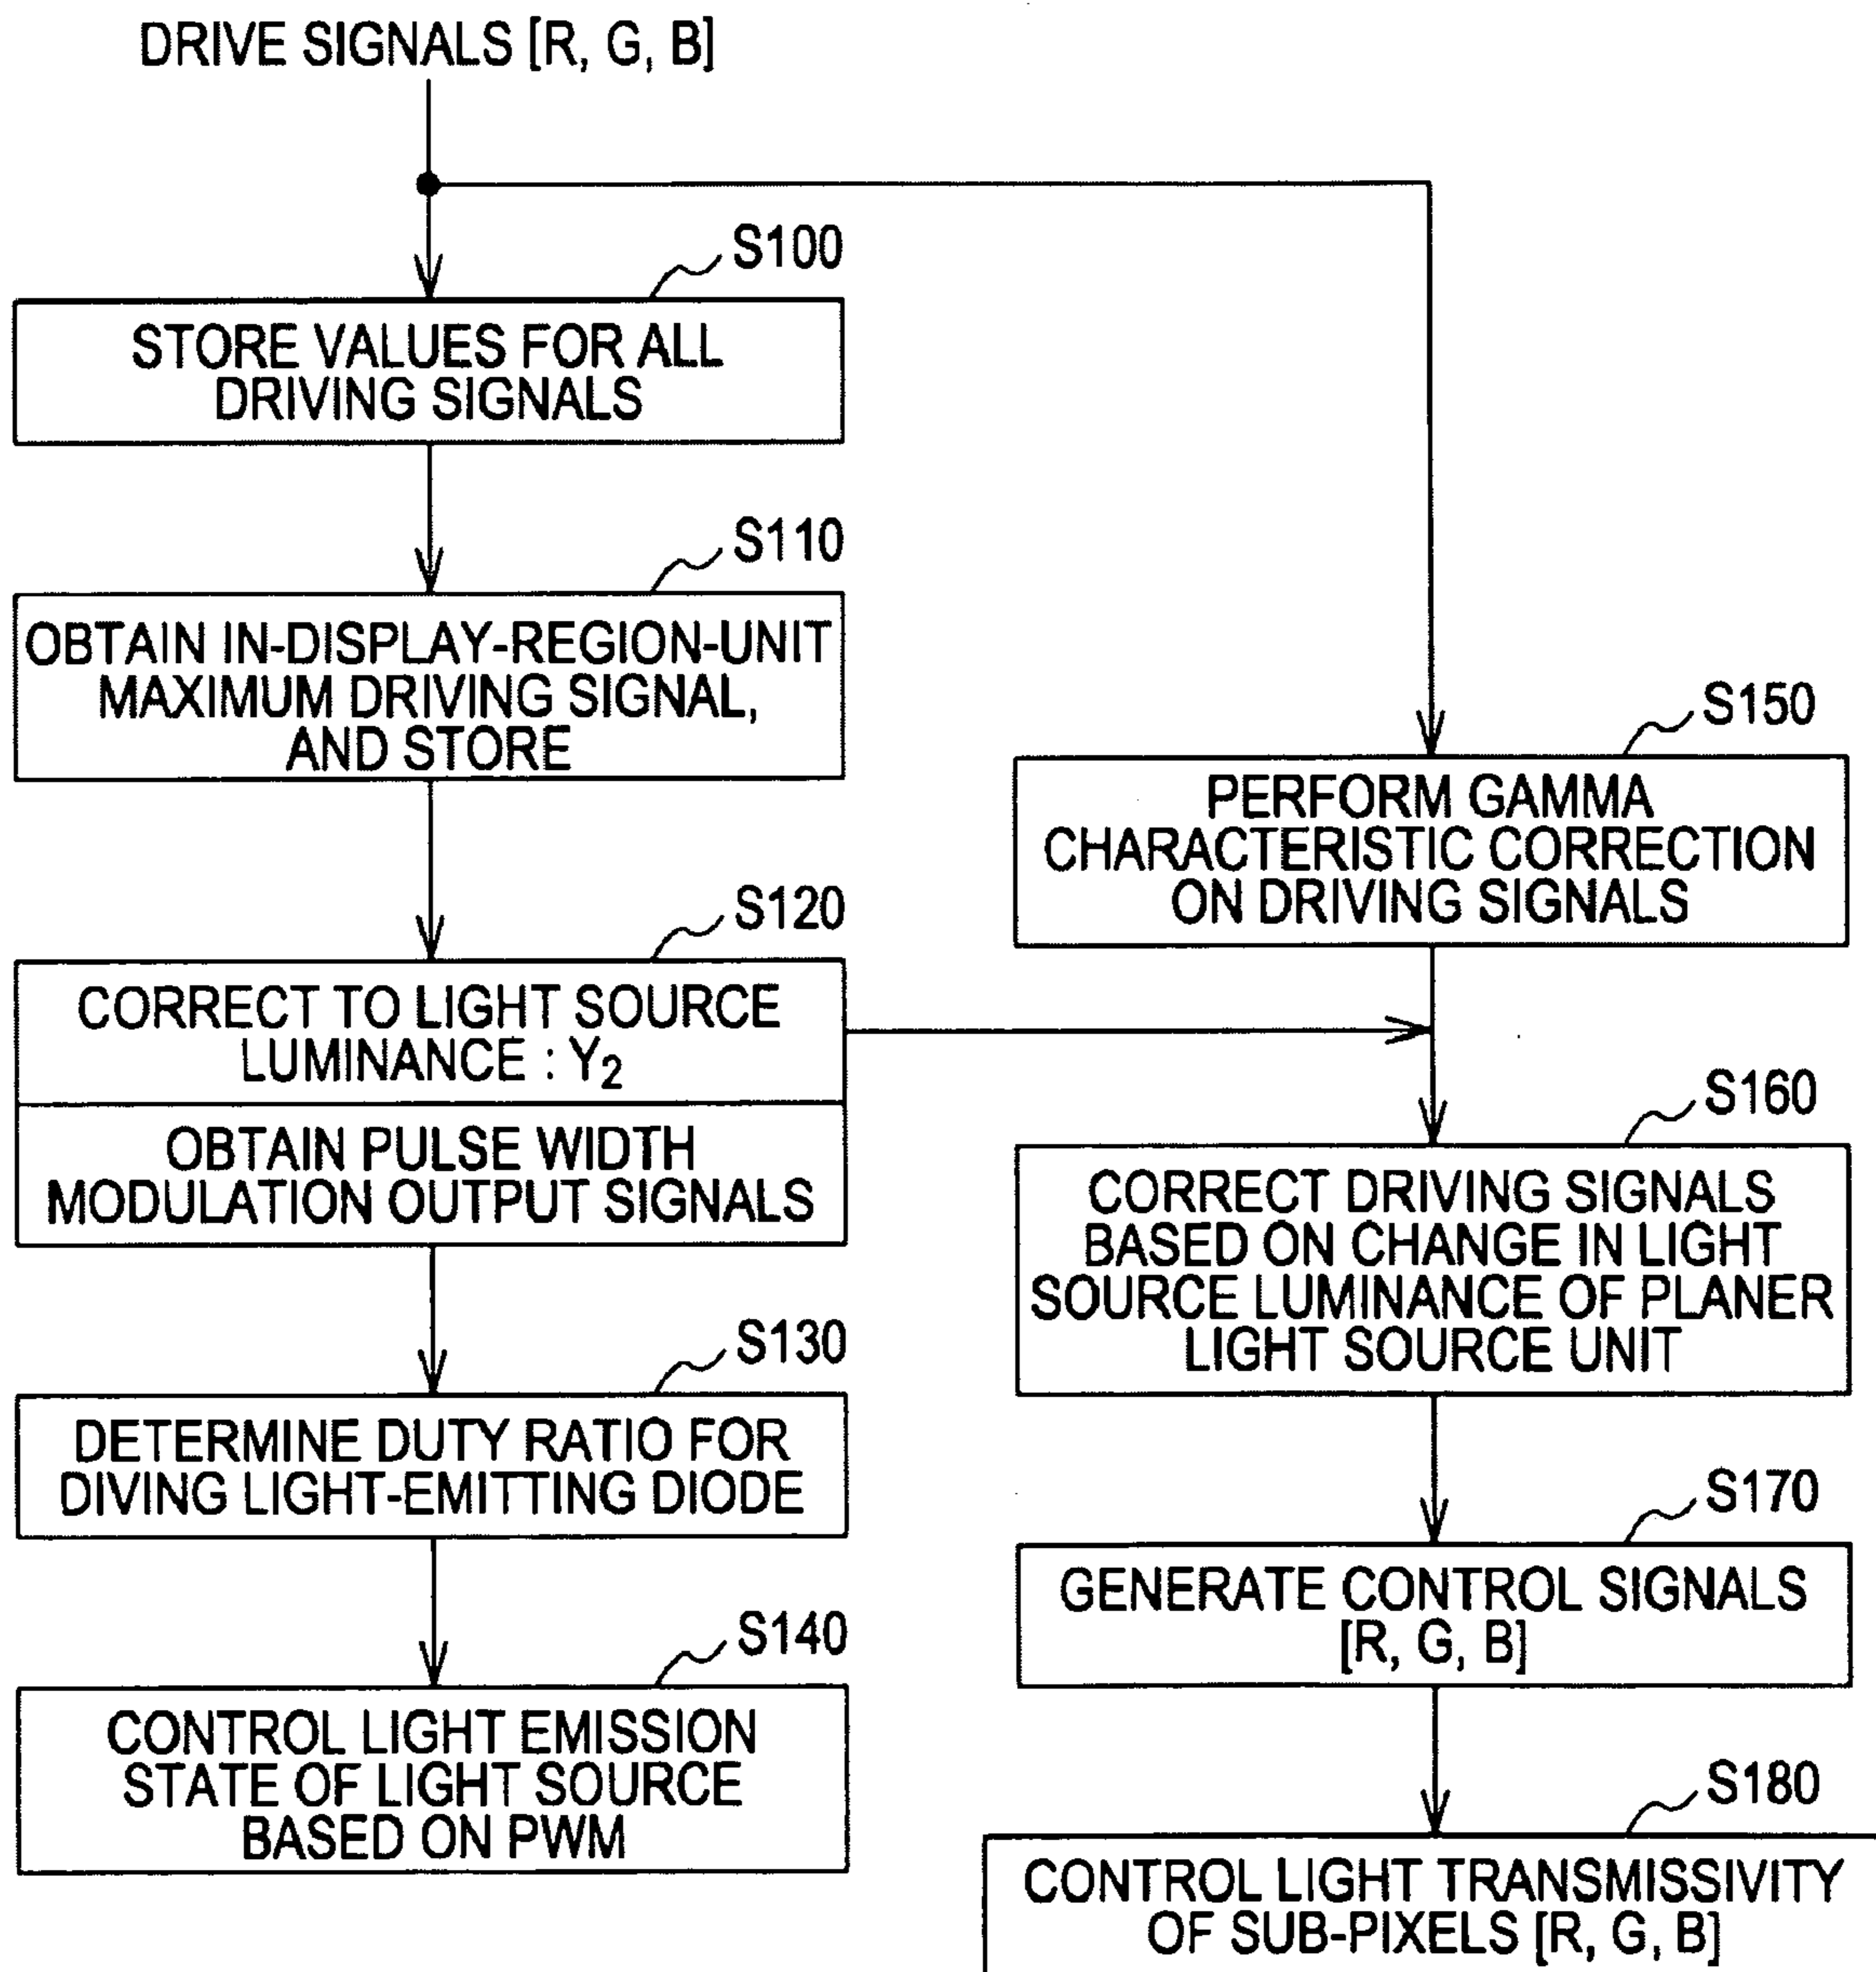 DRIVE SIGNALS [R, G, B]
S100
STORE VALUES FOR ALL
DRIVING SIGNALS
S110
OBTAIN IN-DISPLAY-REGION-UNIT
MAXIMUM DRIVING SIGNAL,
AND STORE
S120
CORRECT TO LIGHT SOURCE
LUMINANCE : Y₂
OBTAIN PULSE WIDTH
MODULATION OUTPUT SIGNALS
S130
DETERMINE DUTY RATIO FOR
DIVING LIGHT-EMITTING DIODE
S140
CONTROL LIGHT EMISSION
STATE OF LIGHT SOURCE
BASED ON PWM
S150
PERFORM GAMMA
CHARACTERISTIC CORRECTION
ON DRIVING SIGNALS
S160
CORRECT DRIVING SIGNALS
BASED ON CHANGE IN LIGHT
SOURCE LUMINANCE OF PLANER
LIGHT SOURCE UNIT
S170
GENERATE CONTROL SIGNALS
[R, G, B]
S180
CONTROL LIGHT TRANSMISSIVITY
OF SUB-PIXELS [R, G, B]